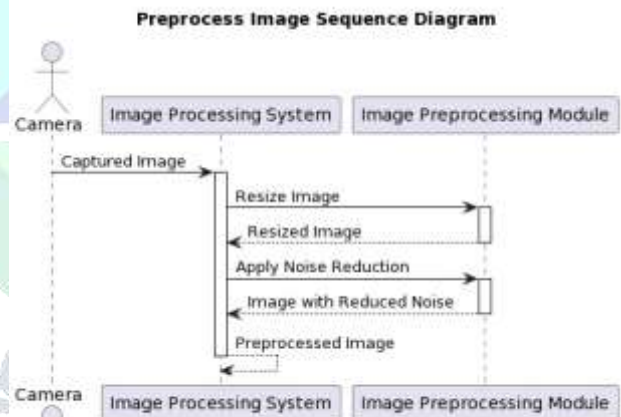 Preprocess Image Sequence Diagram
Camera
Image Processing System
Image Preprocessing Module
Captured Image
Resize Image
Resized Image
Apply Noise Reduction
Image with Reduced Noise
Preprocessed Image
Camera
Image Processing System
Image Preprocessing Module